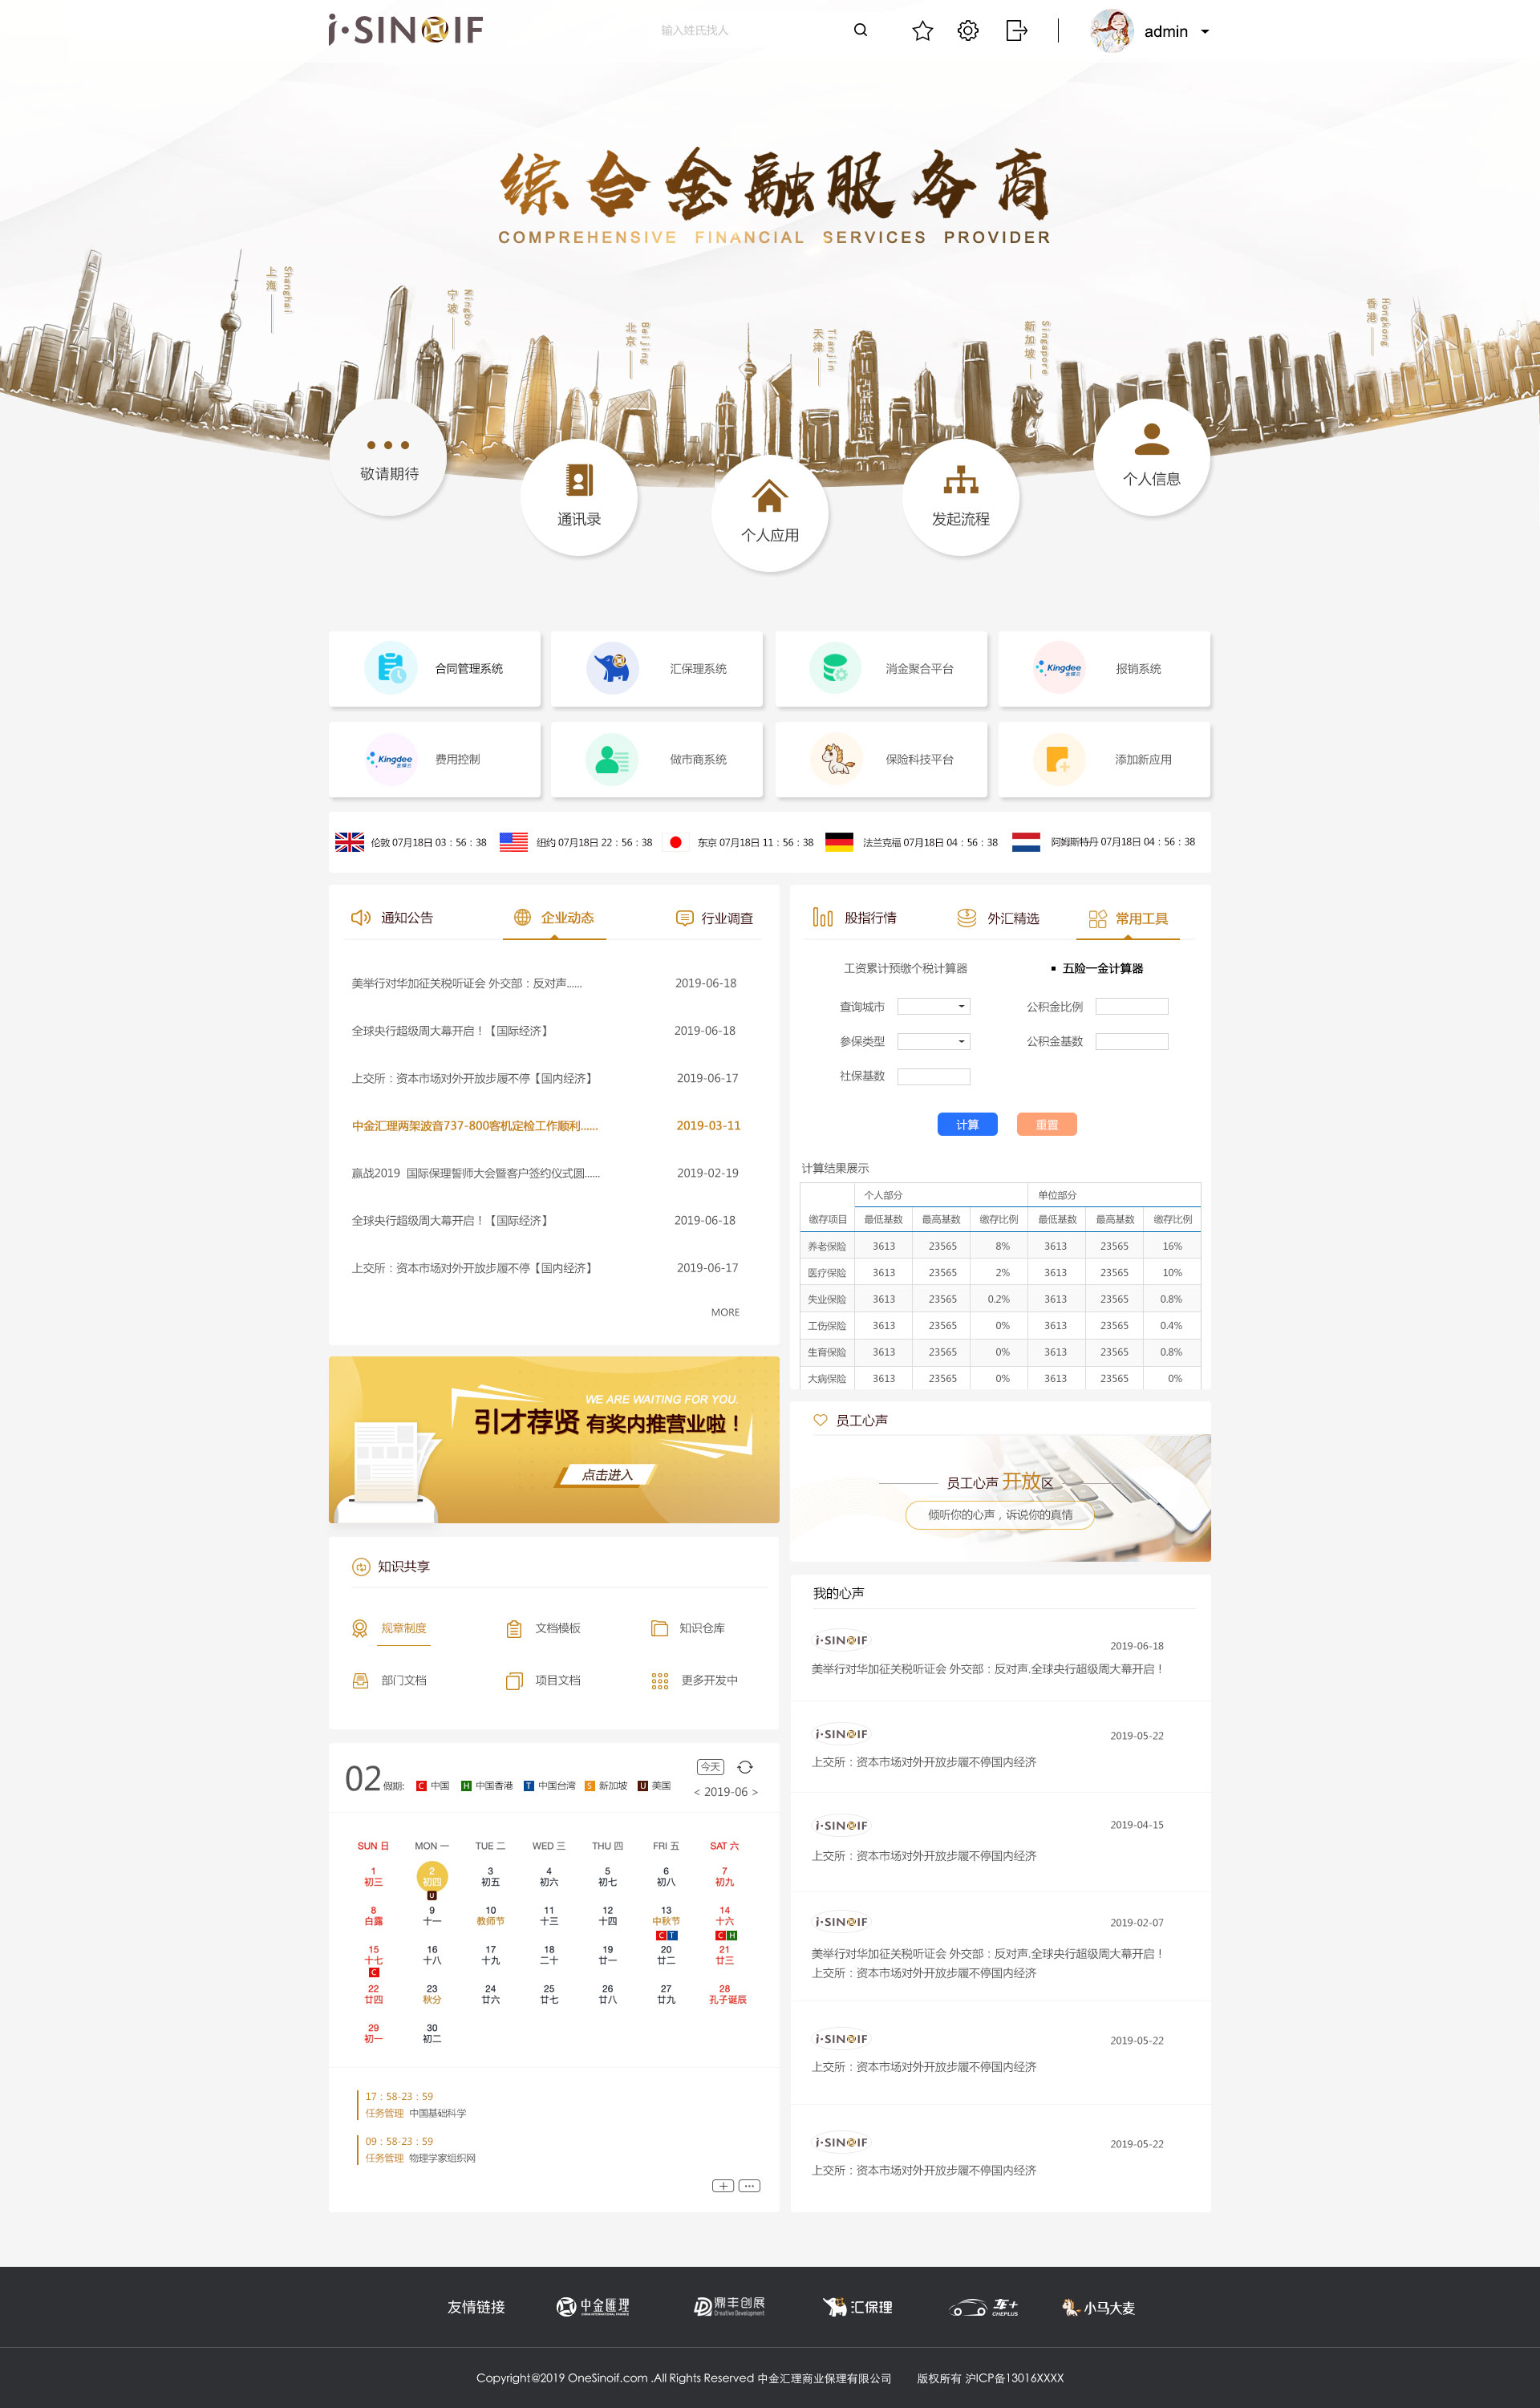 i·SINOIF
输入姓氏找人
admin
综合金融服务商
COMPREHENSIVE FINANCIAL SERVICES PROVIDER
上海 Shanghai
宁波 Ningbo
北京 Beijing
天津 Tianjin
新加坡 Singapore
香港 Hongkong
敬请期待
通讯录
个人应用
发起流程
个人信息
合同管理系统
汇保理系统
消金聚合平台
Kingdee 金蝶云
报销系统
Kingdee 金蝶云
费用控制
做市商系统
保险科技平台
添加新应用
伦敦 07月18日 03：56：38
纽约 07月18日 22：56：38
东京 07月18日 11：56：38
法兰克福 07月18日 04：56：38
阿姆斯特丹 07月18日 04：56：38
通知公告 企业动态 行业调查
美举行对华加征关税听证会 外交部：反对声...... 2019-06-18
全球央行超级周大幕开启！【国际经济】 2019-06-18
上交所：资本市场对外开放步履不停【国内经济】 2019-06-17
中金汇理两架波音737-800客机定检工作顺利...... 2019-03-11
赢战2019 国际保理誓师大会暨客户签约仪式圆...... 2019-02-19
全球央行超级周大幕开启！【国际经济】 2019-06-18
上交所：资本市场对外开放步履不停【国内经济】 2019-06-17
MORE
股指行情 外汇精选 常用工具
工资累计预缴个税计算器 ▪ 五险一金计算器
查询城市 公积金比例
参保类型 公积金基数
社保基数
计算 重置
计算结果展示
个人部分 单位部分
缴存项目 最低基数 最高基数 缴存比例 最低基数 最高基数 缴存比例
养老保险 3613 23565 8% 3613 23565 16%
医疗保险 3613 23565 2% 3613 23565 10%
失业保险 3613 23565 0.2% 3613 23565 0.8%
工伤保险 3613 23565 0% 3613 23565 0.4%
生育保险 3613 23565 0% 3613 23565 0.8%
大病保险 3613 23565 0% 3613 23565 0%
WE ARE WAITING FOR YOU.
引才荐贤 有奖内推营业啦！
点击进入
员工心声
员工心声 开放区
倾听你的心声，诉说你的真情
知识共享
规章制度 文档模板 知识仓库
部门文档 项目文档 更多开发中
我的心声
i·SINOIF
2019-06-18
美举行对华加征关税听证会 外交部：反对声.全球央行超级周大幕开启！
i·SINOIF
2019-05-22
上交所：资本市场对外开放步履不停国内经济
i·SINOIF
2019-04-15
上交所：资本市场对外开放步履不停国内经济
i·SINOIF
2019-02-07
美举行对华加征关税听证会 外交部：反对声.全球央行超级周大幕开启！
上交所：资本市场对外开放步履不停国内经济
i·SINOIF
2019-05-22
上交所：资本市场对外开放步履不停国内经济
i·SINOIF
2019-05-22
上交所：资本市场对外开放步履不停国内经济
02 假期: C 中国 H 中国香港 T 中国台湾 S 新加坡 U 美国
今天
< 2019-06 >
SUN 日 MON 一 TUE 二 WED 三 THU 四 FRI 五 SAT 六
1 2 3 4 5 6 7
初三 初四 初五 初六 初七 初八 初九
U
8 9 10 11 12 13 14
白露 十一 教师节 十三 十四 中秋节 十六
C T C H
15 16 17 18 19 20 21
十七 十八 十九 二十 廿一 廿二 廿三
C
22 23 24 25 26 27 28
廿四 秋分 廿六 廿七 廿八 廿九 孔子诞辰
29 30
初一 初二
17：58-23：59
任务管理 中国基础科学
09：58-23：59
任务管理 物理学家组织网
友情链接
中金匯理
CHINA INTERNATIONAL FINANCE
鼎丰创展
Creative Development
汇保理
车+
CHEPLUS
小马大麦
Copyright@2019 OneSinoif.com .All Rights Reserved 中金汇理商业保理有限公司 版权所有 沪ICP备13016XXXX